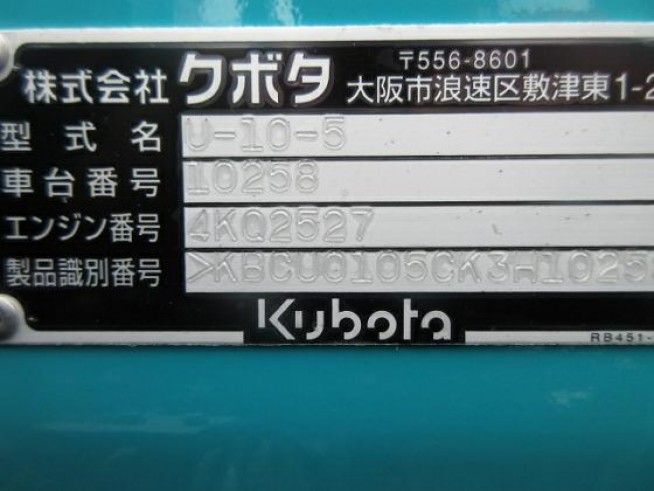 株式会社 クボタ 〒556-8601
大阪市浪速区敷津東1-2
型式名 U-10-5
車台番号 10258
エンジン番号 4KQ2527
製品識別番号 >KBCU0105CK3H1025
Kubota
RB451-